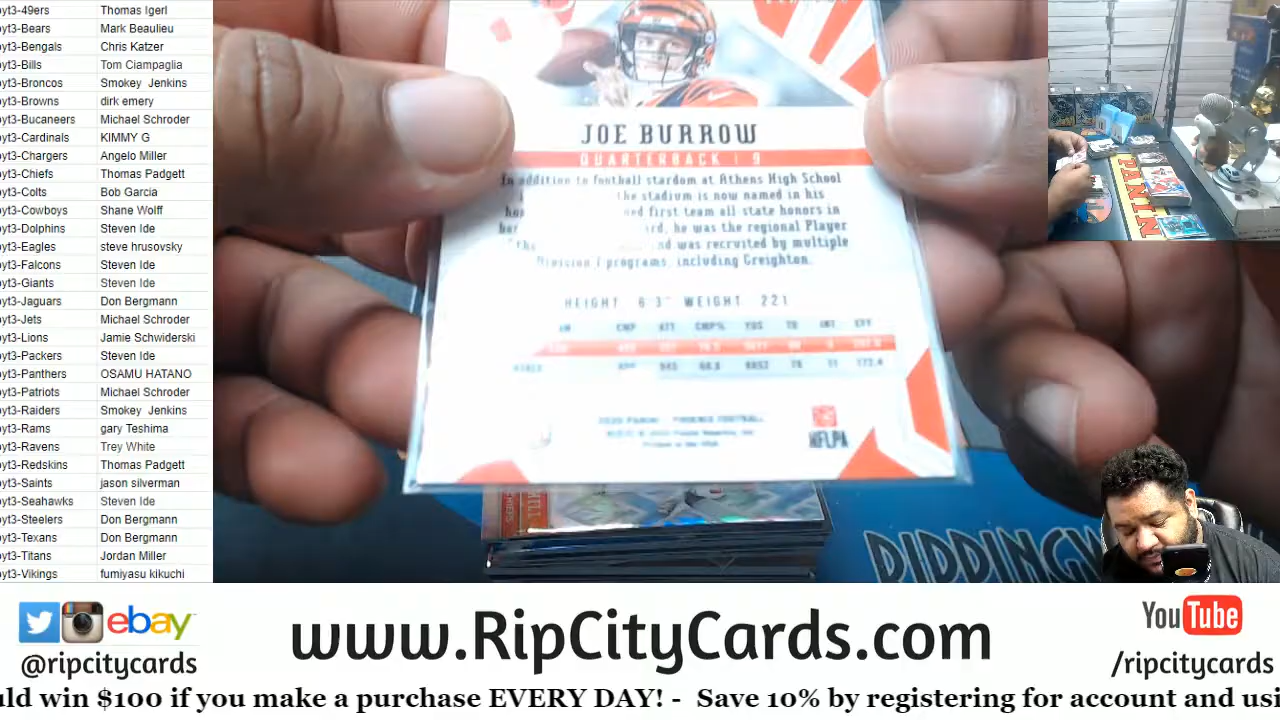 yt3-49ers Thomas Igerl
yt3-Bears Mark Beaulieu
yt3-Bengals Chris Katzer
yt3-Bills Tom Ciampaglia
yt3-Broncos Smokey Jenkins
yt3-Browns dirk emery
yt3-Bucaneers Michael Schroder
yt3-Cardinals KIMMY G
yt3-Chargers Angelo Miller
yt3-Chiefs Thomas Padgett
yt3-Colts Bob Garcia
yt3-Cowboys Shane Wolff
yt3-Dolphins Steven Ide
yt3-Eagles steve hrusovsky
yt3-Falcons Steven Ide
yt3-Giants Steven Ide
yt3-Jaguars Don Bergmann
yt3-Jets Michael Schroder
yt3-Lions Jamie Schwiderski
yt3-Packers Steven Ide
yt3-Panthers OSAMU HATANO
yt3-Patriots Michael Schroder
yt3-Raiders Smokey Jenkins
yt3-Rams gary Teshima
yt3-Ravens Trey White
yt3-Redskins Thomas Padgett
yt3-Saints jason silverman
yt3-Seahawks Steven Ide
yt3-Steelers Don Bergmann
yt3-Texans Don Bergmann
yt3-Titans Jordan Miller
yt3-Vikings fumiyasu kikuchi
JOE BURROW
QUARTERBACK | 9
In addition to football stardom at Athens High School
he stadium is now named in his
first team all-state honors in
he was the regional Player
and was recruited by multiple
Division I programs, including Creighton.
HEIGHT 6'3" WEIGHT 221
CMP ATT CMP% YDS TD INT EFF
NFLPA
PANINI
www.RipCityCards.com
ebay
@ripcitycards
YouTube
/ripcitycards
uld win $100 if you make a purchase EVERY DAY! - Save 10% by registering for account and usi